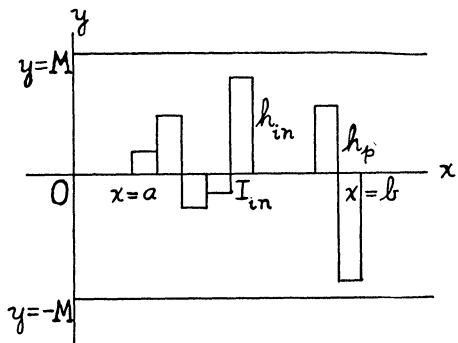 y
y=M
h_in
h_p
x
O
x=a
I_in
x=b
y=-M